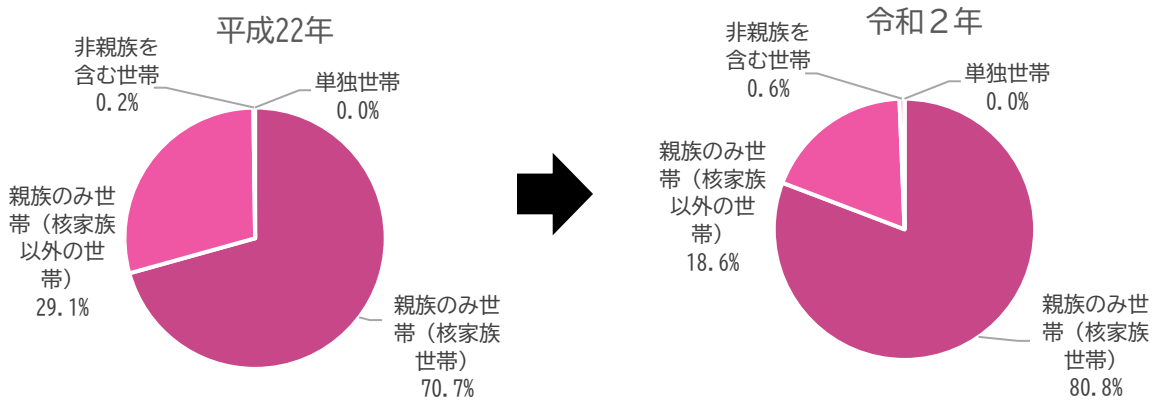 平成22年
非親族を
含む世帯
0.2%
単独世帯
0.0%
親族のみ世
帯（核家族
以外の世
帯）
29.1%
親族のみ世
帯（核家族
世帯）
70.7%
令和２年
非親族を
含む世帯
0.6%
単独世帯
0.0%
親族のみ世
帯（核家族
以外の世
帯）
18.6%
親族のみ世
帯（核家族
世帯）
80.8%